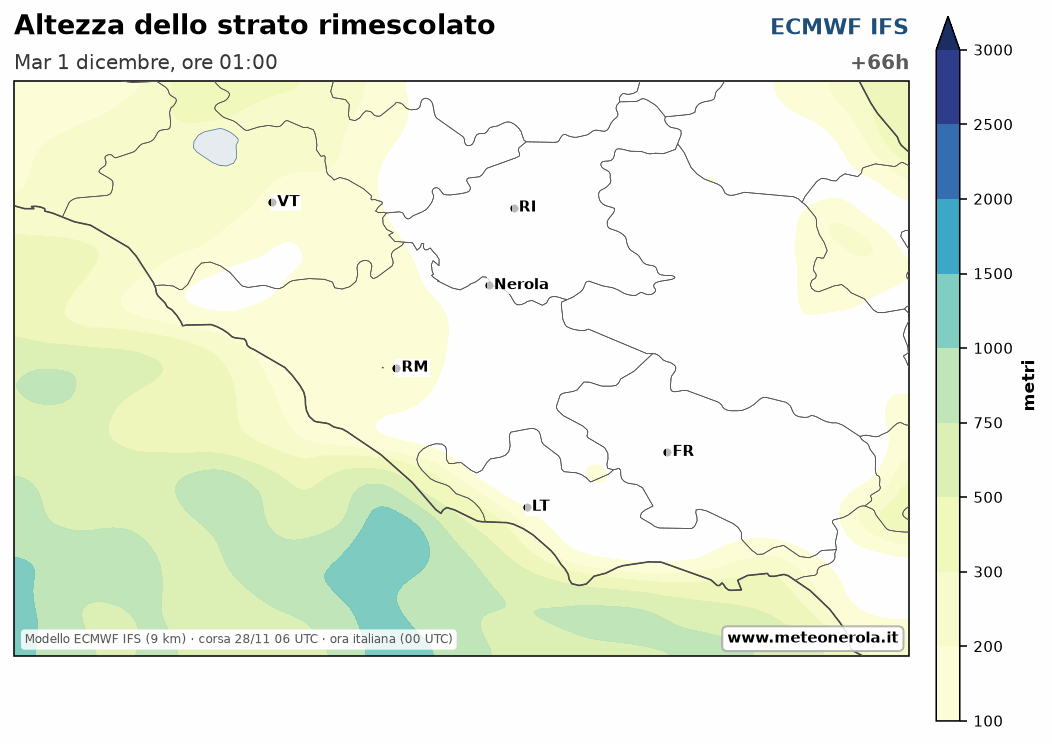 Altezza dello strato rimescolato
ECMWF IFS
Mar 1 dicembre, ore 01:00
+66h
3000
2500
2000
1500
1000
750
500
300
200
100
metri
VT
RI
Nerola
RM
FR
LT
Modello ECMWF IFS (9 km) · corsa 28/11 06 UTC · ora italiana (00 UTC)
www.meteonerola.it